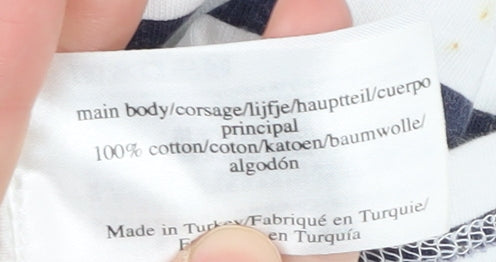 main body/corsage/lijfje/hauptteil/cuerpo
principal
100% cotton/coton/katoen/baumwolle/
algodón
Made in Turkey/Fabriqué en Turquie/
en Turquía